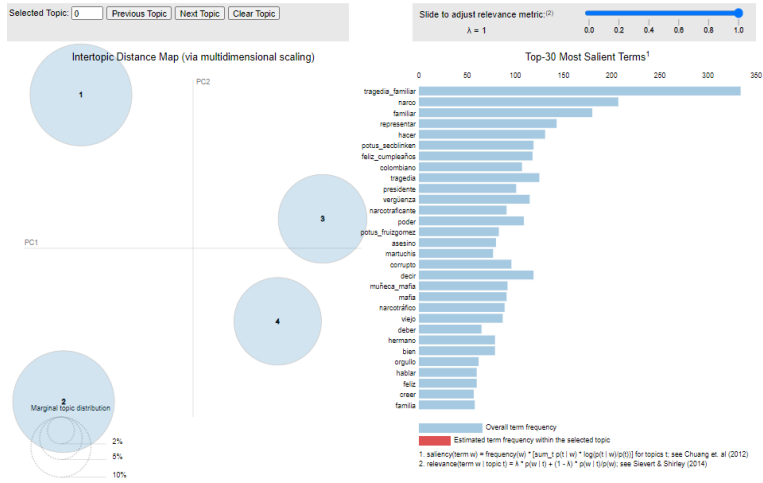 Selected Topic: 0 Previous Topic Next Topic Clear Topic
Slide to adjust relevance metric:(2)
λ = 1
0.0 0.2 0.4 0.6 0.8 1.0
Intertopic Distance Map (via multidimensional scaling)
PC2
PC1
1
3
4
2
Marginal topic distribution
2%
5%
10%
Top-30 Most Salient Terms1
0 50 100 150 200 250 300 350
tragedia_familiar
narco
familiar
representar
hacer
potus_secblinken
feliz_cumpleaños
colombiano
tragedia
presidente
vergüenza
narcotraficante
poder
potus_fruizgomez
asesino
martuchis
corrupto
decir
muñeca_mafia
mafia
narcotráfico
viejo
deber
hermano
bien
orgullo
hablar
feliz
creer
familia
Overall term frequency
Estimated term frequency within the selected topic
1. saliency(term w) = frequency(w) * [sum_t p(t | w) * log(p(t | w)/p(t))] for topics t; see Chuang et. al (2012)
2. relevance(term w | topic t) = λ * p(w | t) + (1 - λ) * p(w | t)/p(w); see Sievert & Shirley (2014)